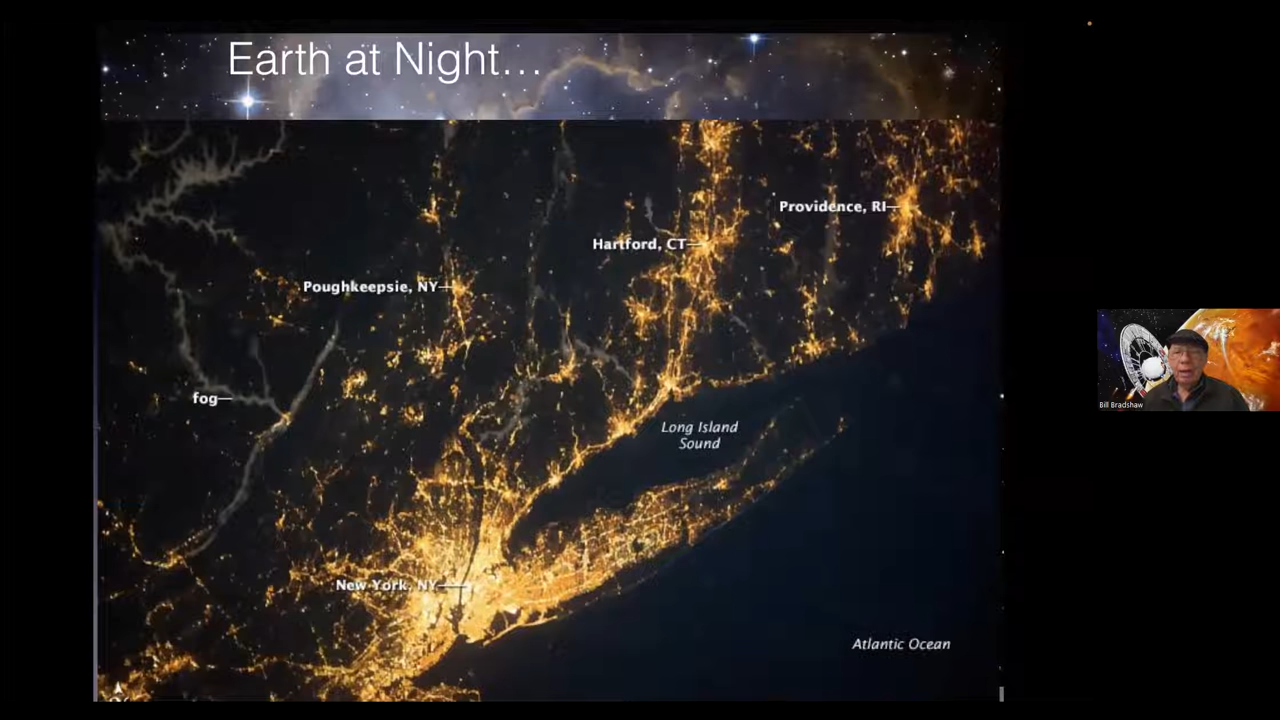 Earth at Night...
Providence, RI
Hartford, CT
Poughkeepsie, NY
fog
Bill Bradshaw
Long Island
Sound
New York, NY
Atlantic Ocean